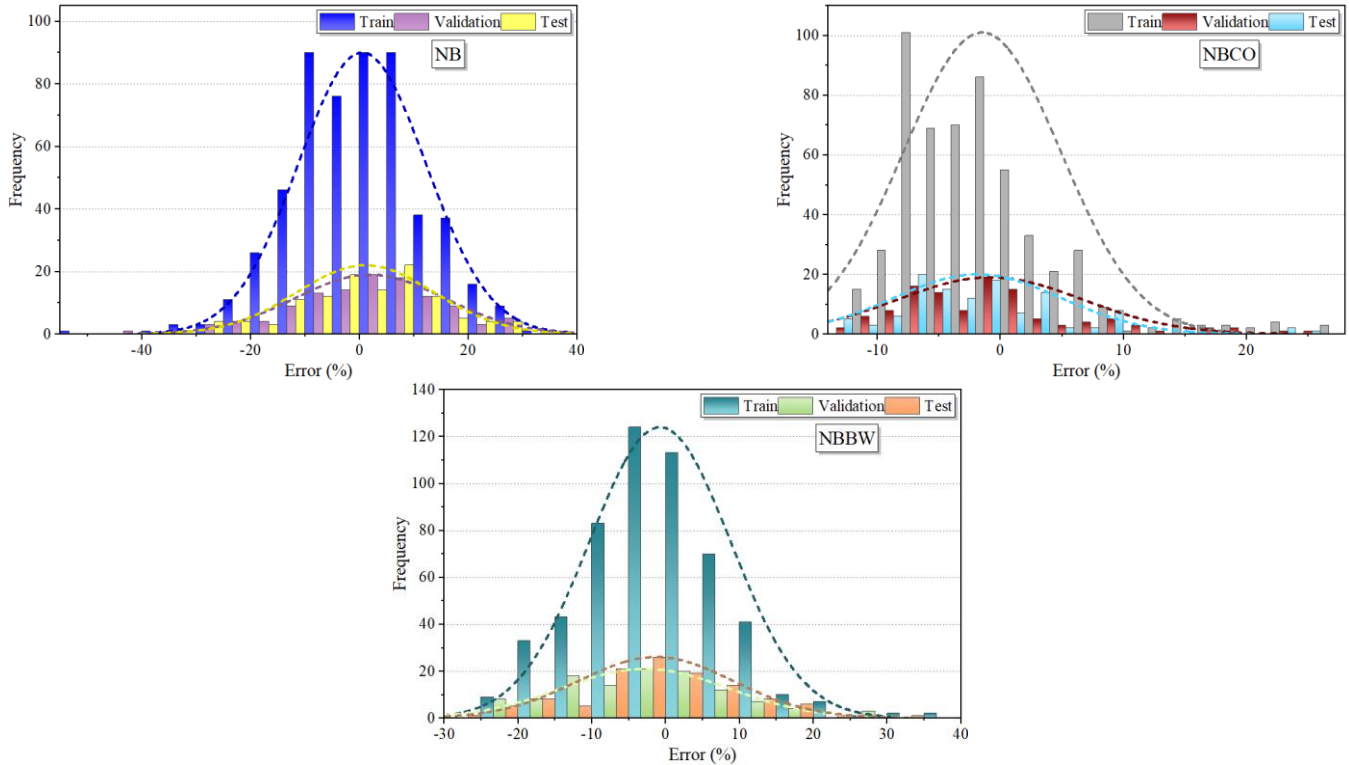 Train Validation Test
NB
100
80
60
40
20
0
Frequency
-40 -20 0 20 40
Error (%)
Train Validation Test
NBCO
100
80
60
40
20
0
Frequency
-10 0 10 20
Error (%)
Train Validation Test
NBBW
140
120
100
80
60
40
20
0
Frequency
-30 -20 -10 0 10 20 30 40
Error (%)